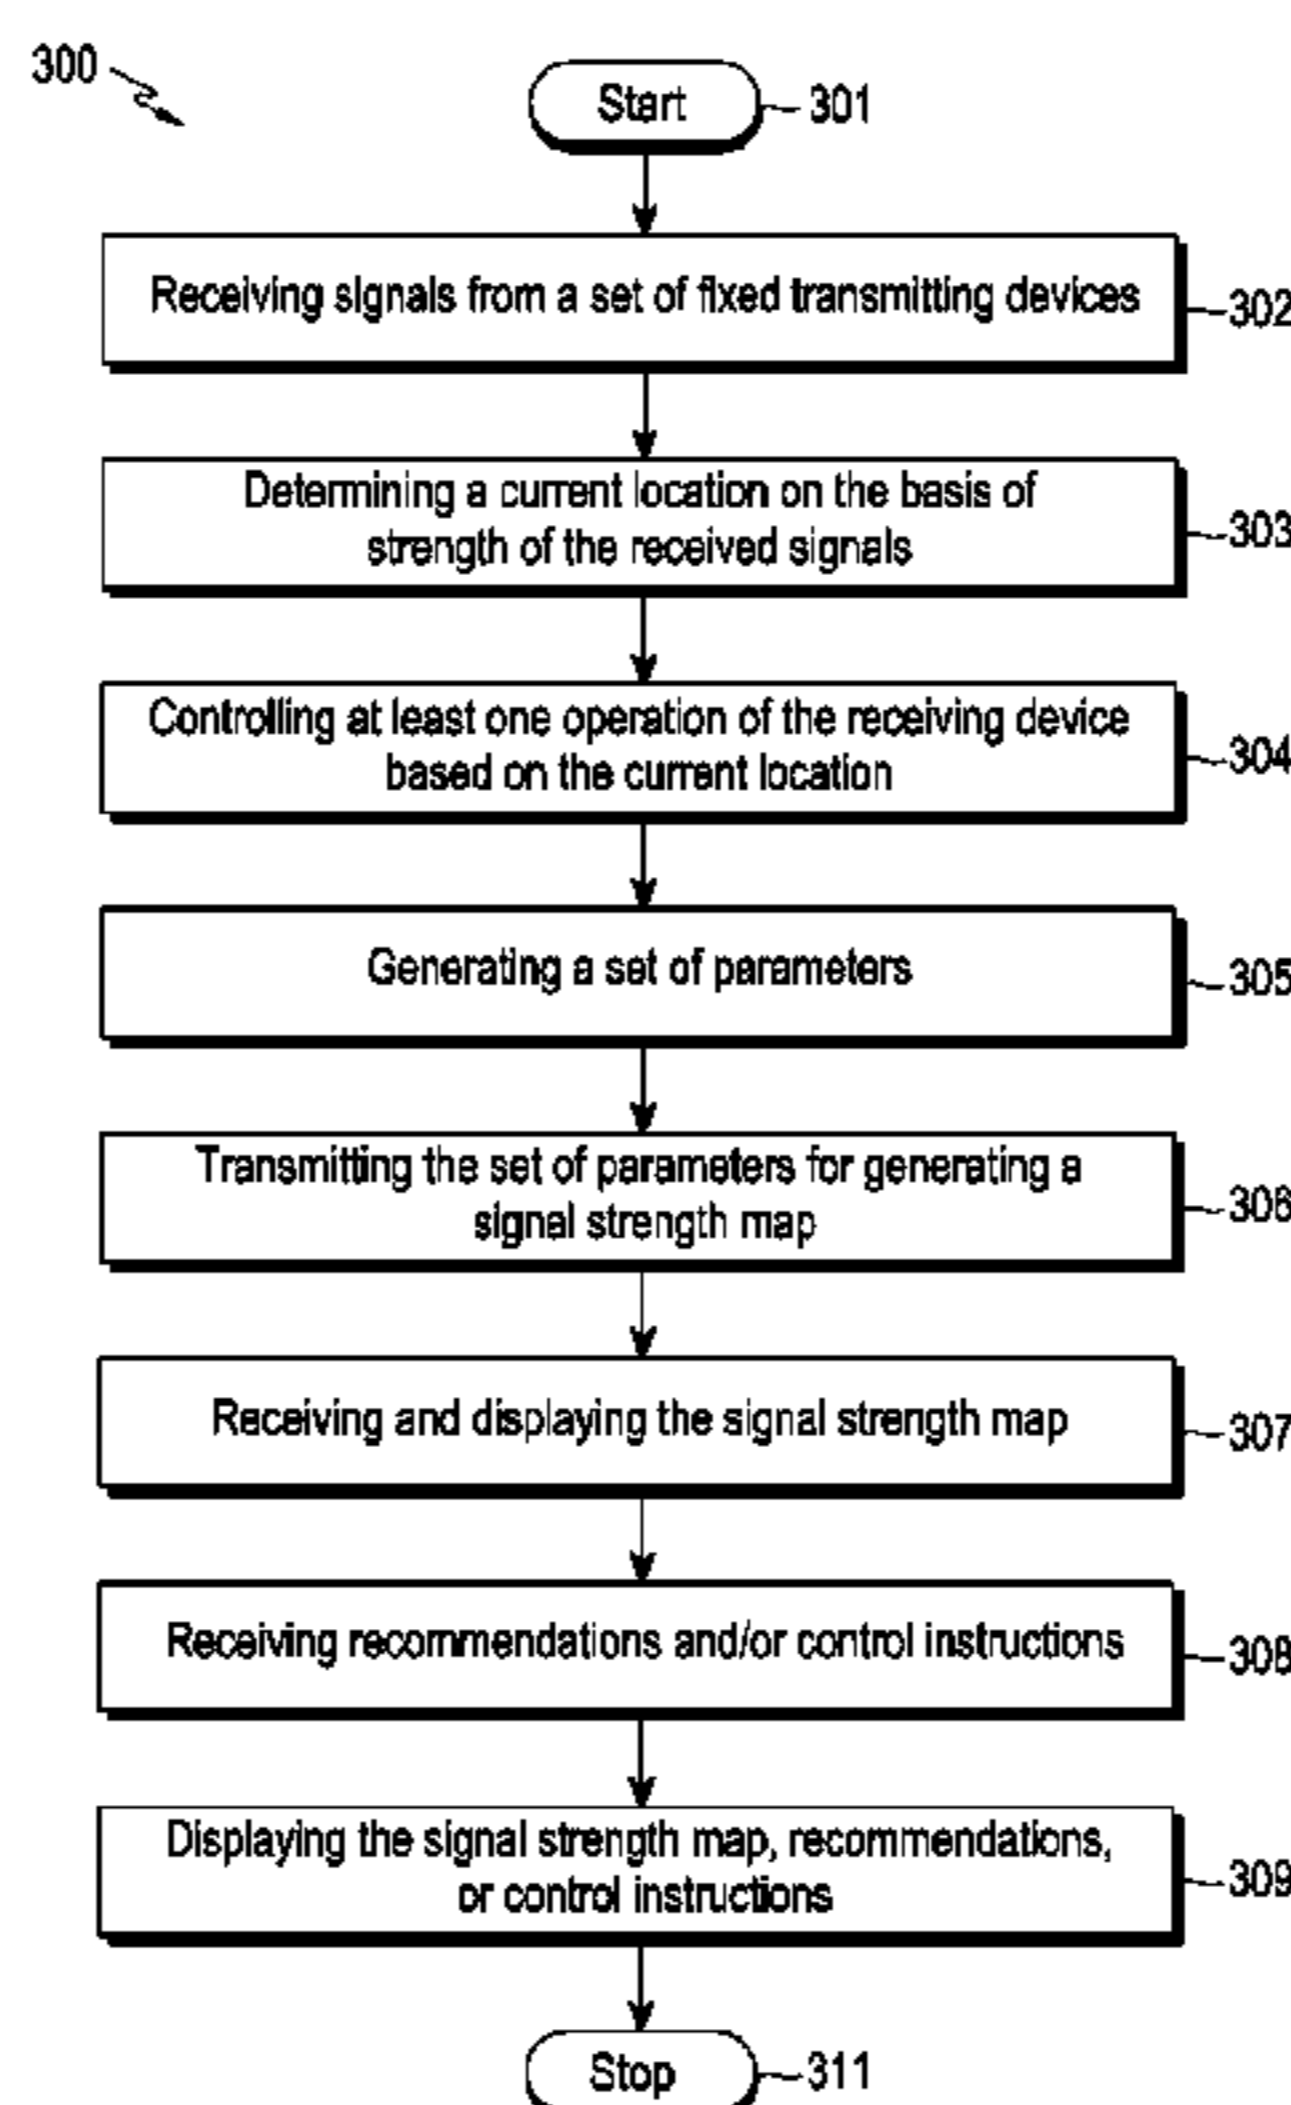 300
Start
301
Receiving signals from a set of fixed transmitting devices
302
Determining a current location on the basis of
strength of the received signals
303
Controlling at least one operation of the receiving device
based on the current location
304
Generating a set of parameters
305
Transmitting the set of parameters for generating a
signal strength map
306
Receiving and displaying the signal strength map
307
Receiving recommendations and/or control instructions
308
Displaying the signal strength map, recommendations,
or control instructions
309
Stop
311